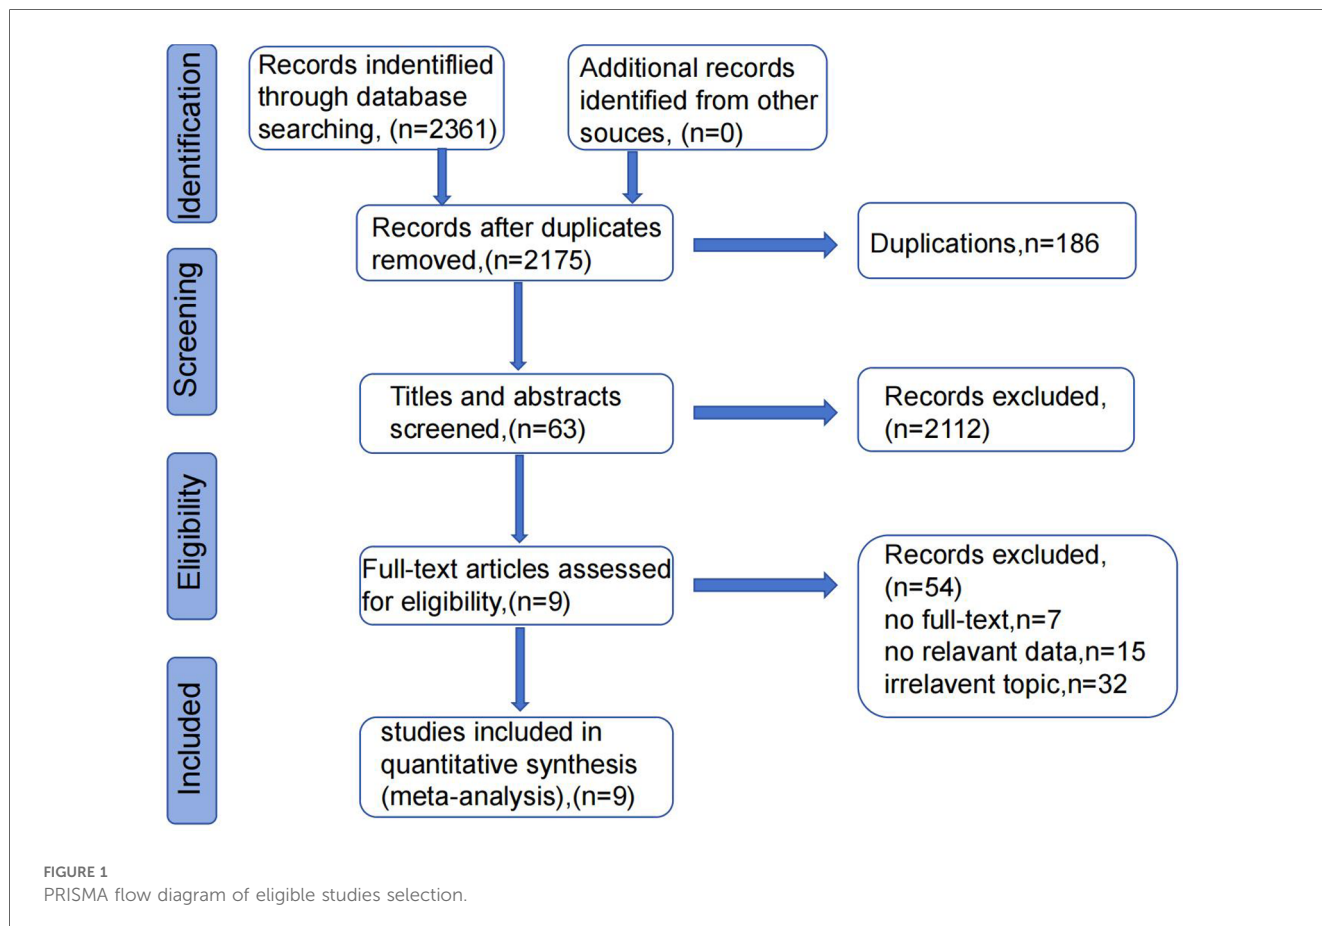 Identification
Records indentiflied
through database
searching, (n=2361)
Additional records
identified from other
souces, (n=0)
Records after duplicates
removed,(n=2175)
Duplications,n=186
Screening
Titles and abstracts
screened,(n=63)
Records excluded,
(n=2112)
Eligibility
Full-text articles assessed
for eligibility,(n=9)
Records excluded,
(n=54)
no full-text,n=7
no relavant data,n=15
irrelavent topic,n=32
Included
studies included in
quantitative synthesis
(meta-analysis),(n=9)
FIGURE 1
PRISMA flow diagram of eligible studies selection.